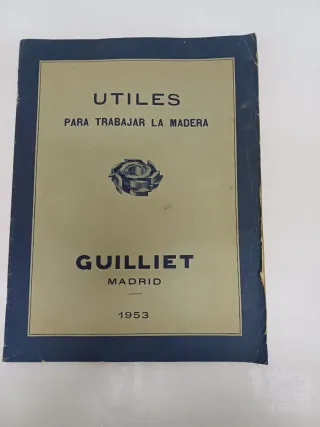 UTILES
PARA TRABAJAR LA MADERA
GUILLIET
MADRID
1953